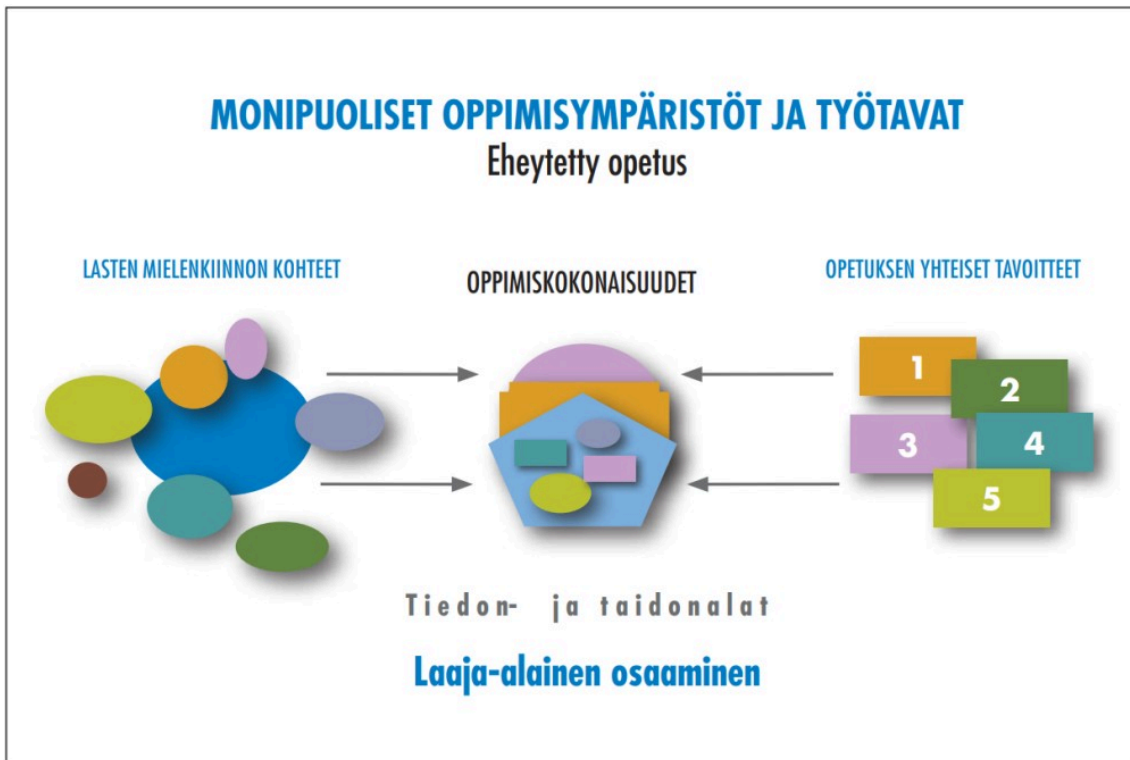 MONIPUOLISET OPPIMISYMPÄRISTÖT JA TYÖTAVAT
Eheytetty opetus
LASTEN MIELENKIINNON KOHTEET
OPPIMISKOKONAISUUDET
OPETUKSEN YHTEISET TAVOITTEET
1
2
3
4
5
Tiedon- ja taidonalat
Laaja-alainen osaaminen